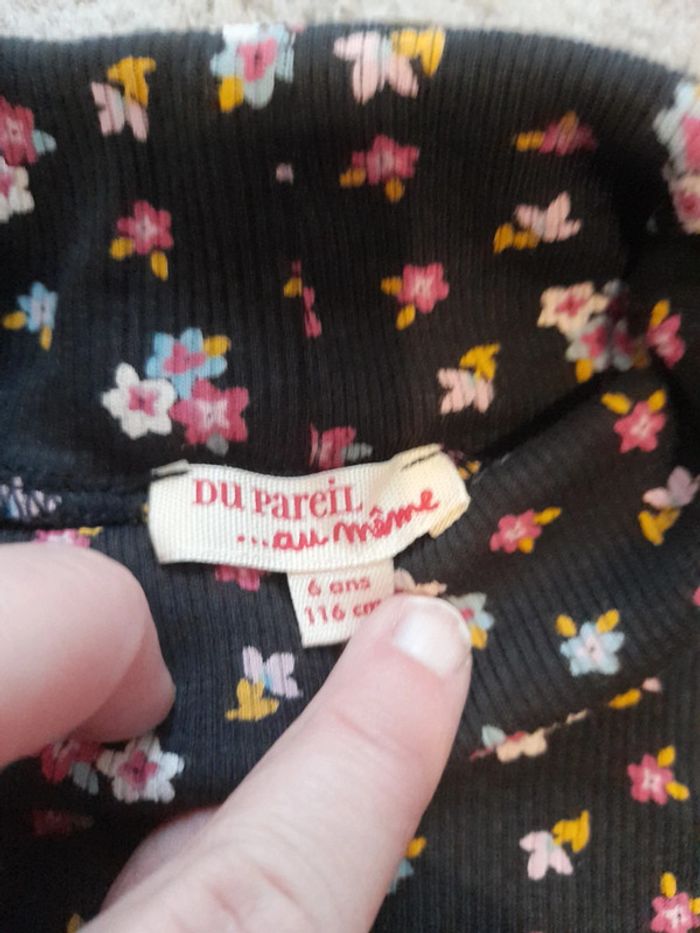 DU PAREIL
...au même
6 ans
116 cm